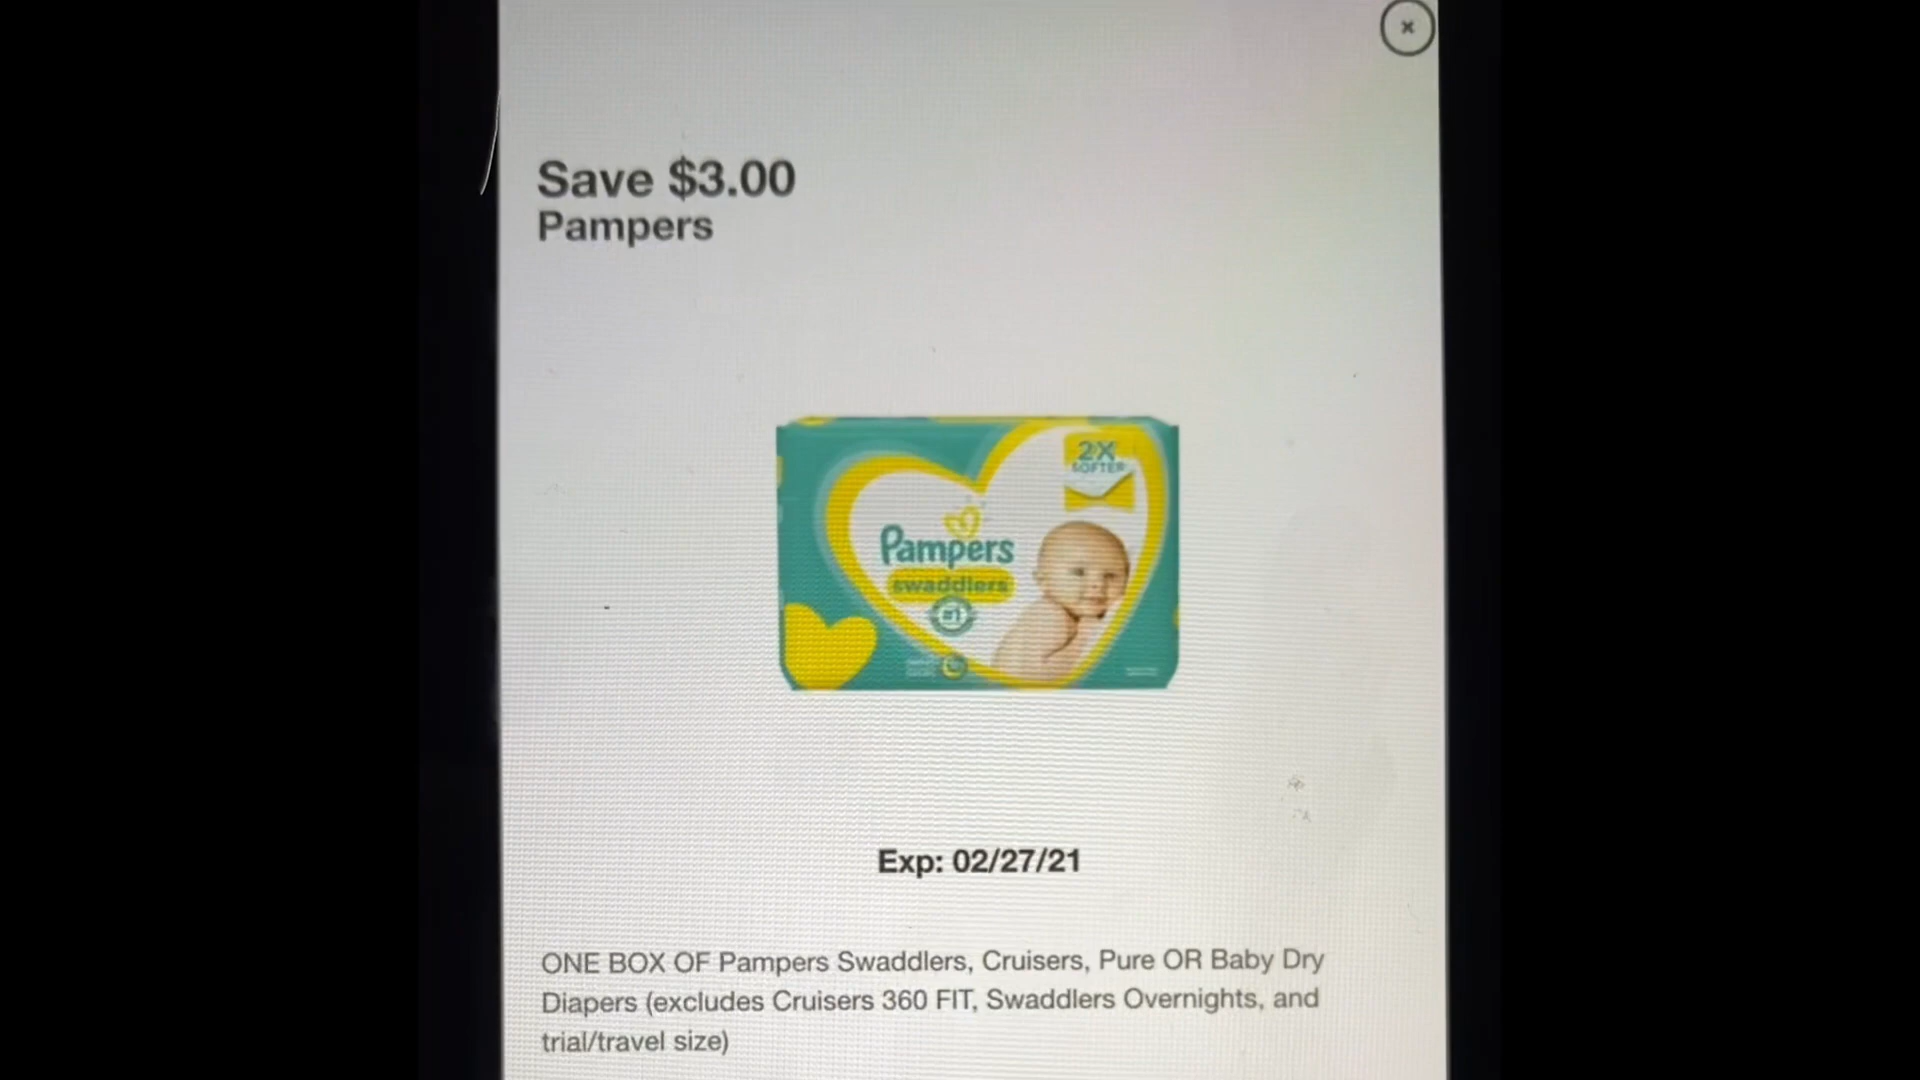 Save $3.00
Pampers
2X
SOFTER
Pampers
swaddlers
#1
Exp: 02/27/21
ONE BOX OF Pampers Swaddlers, Cruisers, Pure OR Baby Dry
Diapers (excludes Cruisers 360 FIT, Swaddlers Overnights, and
trial/travel size)